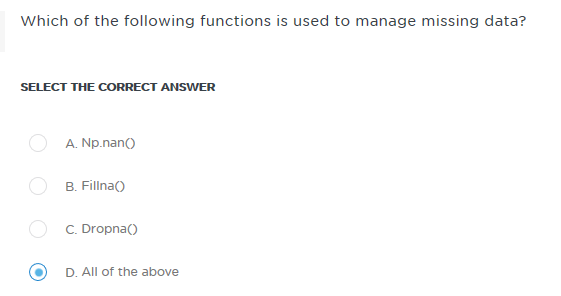 Which of the following functions is used to manage missing data?
SELECT THE CORRECT ANSWER
A. Np.nan()
B. Fillna()
C. Dropna()
D. All of the above